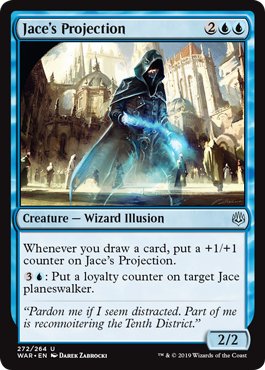 Jace's Projection 2
Creature — Wizard Illusion
Whenever you draw a card, put a +1/+1
counter on Jace's Projection.
3 : Put a loyalty counter on target Jace
planeswalker.
"Pardon me if I seem distracted. Part of me
is reconnoitering the Tenth District."
2/2
272/264 U
WAR • EN DAREK ZABROCKI
™ & © 2019 Wizards of the Coast